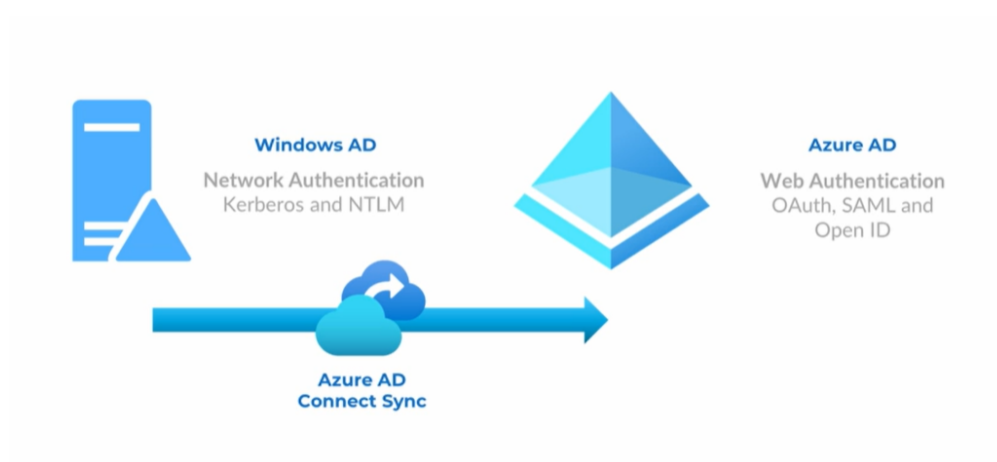 Windows AD
Network Authentication
Kerberos and NTLM
Azure AD
Web Authentication
OAuth, SAML and
Open ID
Azure AD
Connect Sync